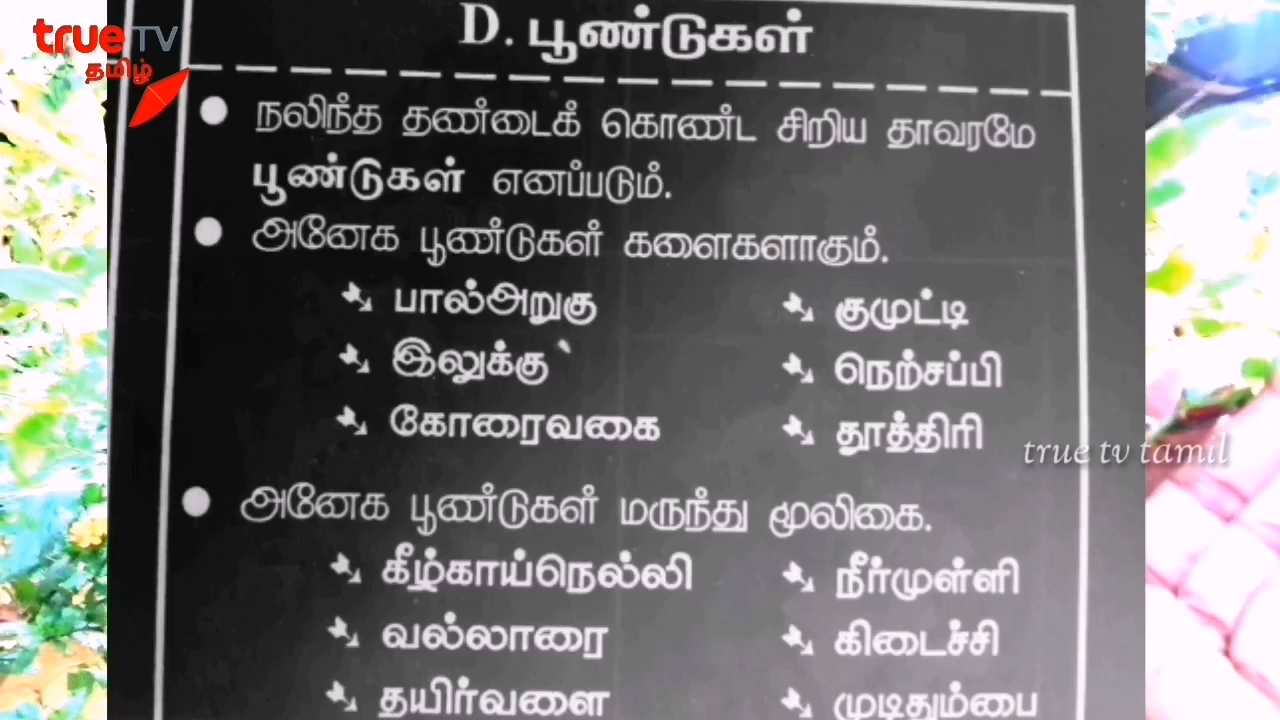 true TV
தமிழ்
D. பூண்டுகள்
நலிந்த தண்டைக் கொண்ட சிறிய தாவரமே
பூண்டுகள் எனப்படும்.
அனேக பூண்டுகள் களைகளாகும்.
பால்அறுகு குமுட்டி
இலுக்கு நெற்சப்பி
கோரைவகை தூத்திரி
true tv tamil
அனேக பூண்டுகள் மருந்து மூலிகை.
கீழ்காய்நெல்லி நீர்முள்ளி
வல்லாரை கிடைச்சி
தயிர்வளை முடிதும்பை